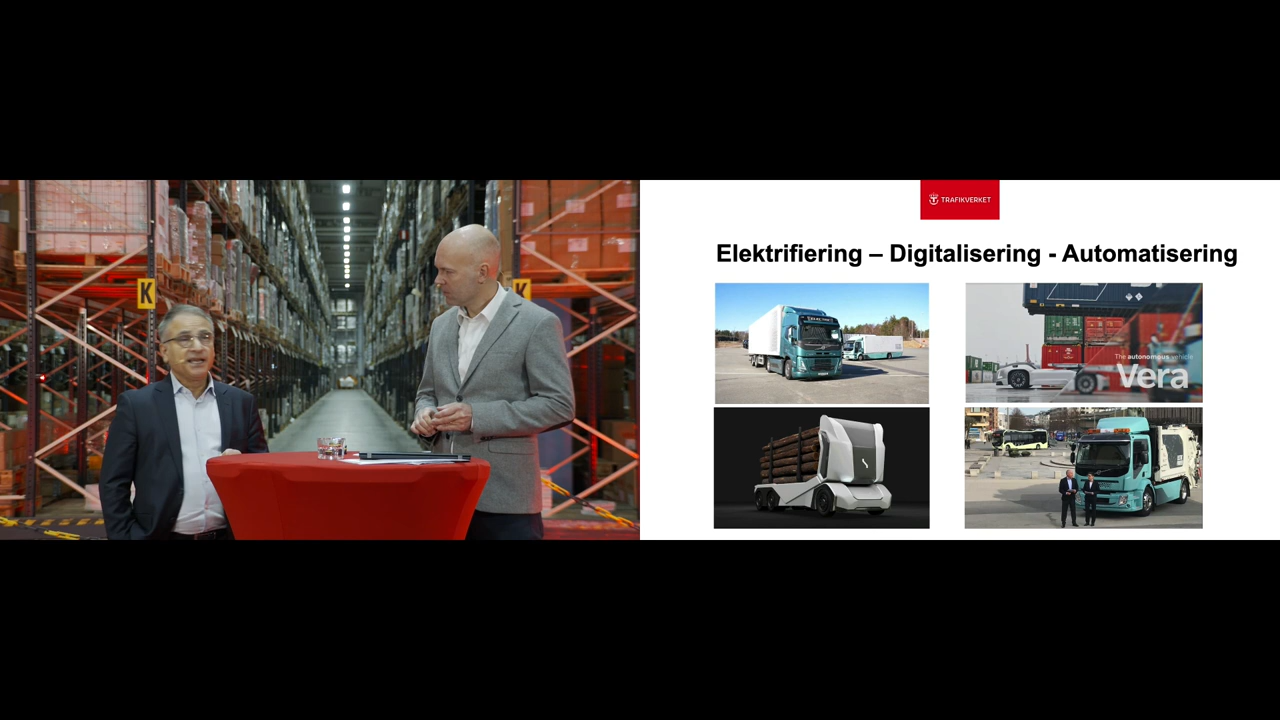 K
K
TRAFIKVERKET
Elektrifiering – Digitalisering - Automatisering
The autonomous vehicle
Vera